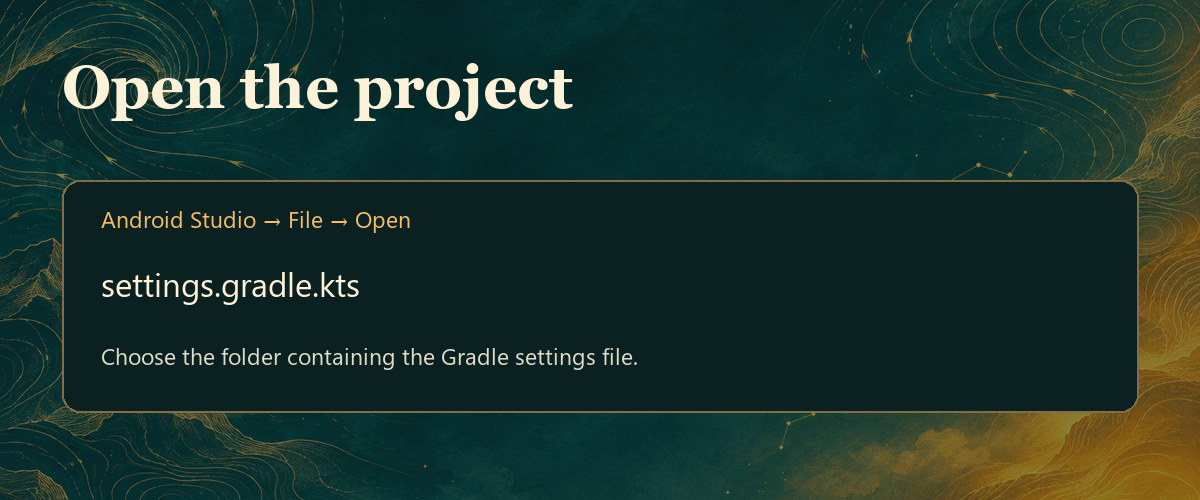 Open the project
Android Studio → File → Open
settings.gradle.kts
Choose the folder containing the Gradle settings file.